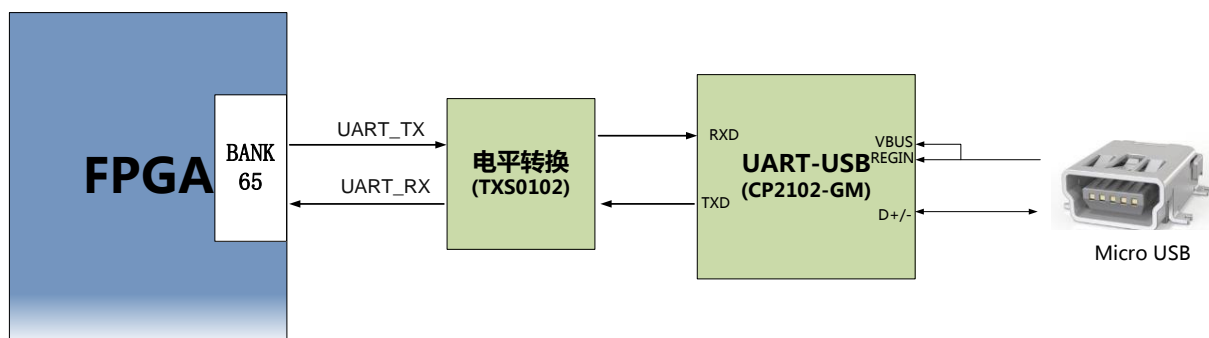 FPGA
BANK
65
UART_TX
UART_RX
电平转换
(TXS0102)
RXD
TXD
UART-USB
(CP2102-GM)
VBUS
REGIN
D+/-
Micro USB